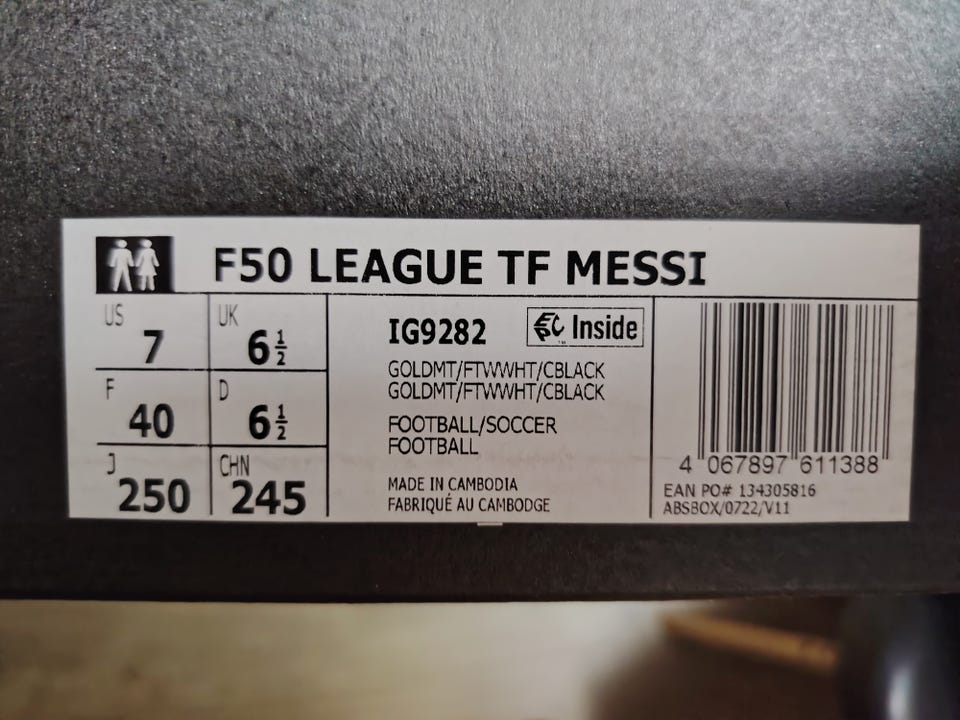 F50 LEAGUE TF MESSI
US
7
UK
6½
F
40
D
6½
J
250
CHN
245
IG9282
EPC Inside
GOLDMT/FTWWHT/CBLACK
GOLDMT/FTWWHT/CBLACK
FOOTBALL/SOCCER
FOOTBALL
MADE IN CAMBODIA
FABRIQUÉ AU CAMBODGE
4 067897 611388
EAN PO# 134305816
ABSBOX/0722/V11